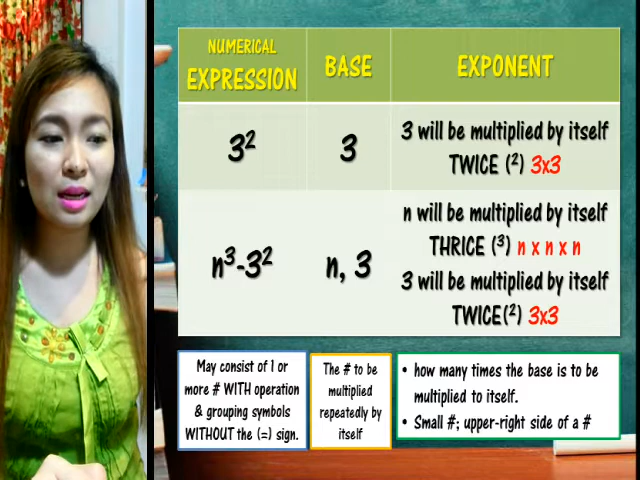 NUMERICAL
EXPRESSION
BASE
EXPONENT
3²
3
3 will be multiplied by itself
TWICE (²) 3x3
n³-3²
n, 3
n will be multiplied by itself
THRICE (³) n x n x n
3 will be multiplied by itself
TWICE(²) 3x3
May consist of 1 or
more # WITH operation
& grouping symbols
WITHOUT the (=) sign.
The # to be
multiplied
repeatedly by
itself
• how many times the base is to be
multiplied to itself.
• Small #; upper-right side of a #